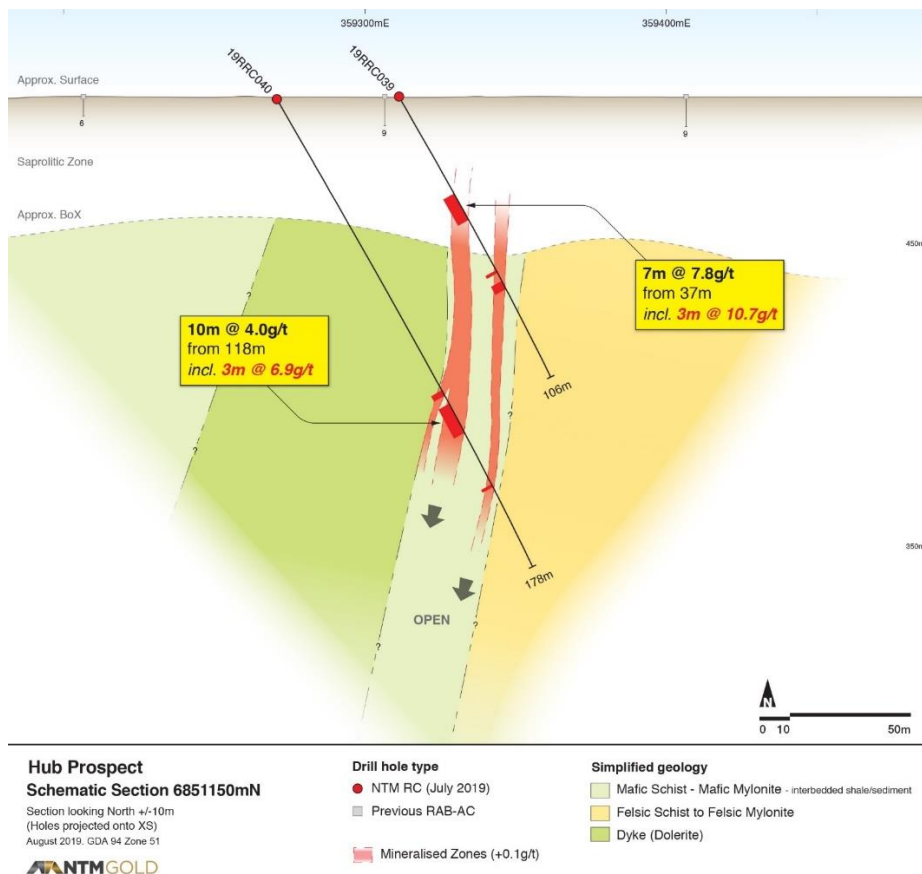 359300mE
359400mE
19RRC040
19RRC039
Approx. Surface
6
9
9
Saprolitic Zone
Approx. BoX
450m
7m @ 7.8g/t
from 37m
incl. 3m @ 10.7g/t
10m @ 4.0g/t
from 118m
incl. 3m @ 6.9g/t
?
106m
?
?
350m
178m
OPEN
?
?
N
0 10 50m
Hub Prospect
Schematic Section 6851150mN
Section looking North +/-10m
(Holes projected onto XS)
August 2019. GDA 94 Zone 51
NTMGOLD
Drill hole type
NTM RC (July 2019)
Previous RAB-AC
Mineralised Zones (+0.1g/t)
Simplified geology
Mafic Schist - Mafic Mylonite - interbedded shale/sediment
Felsic Schist to Felsic Mylonite
Dyke (Dolerite)